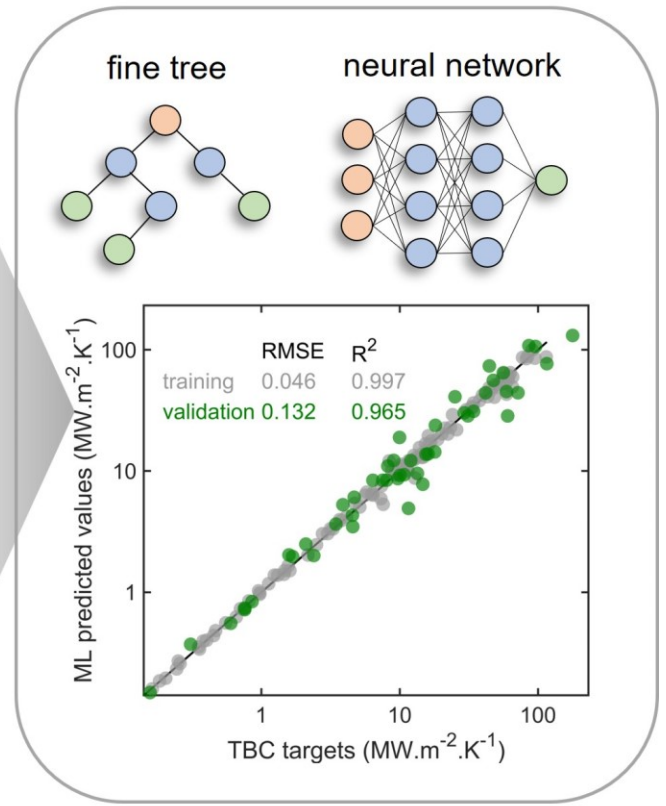 fine tree
neural network
RMSE R²
training 0.046 0.997
validation 0.132 0.965
ML predicted values (MW.m⁻².K⁻¹)
100
10
1
1 10 100
TBC targets (MW.m⁻².K⁻¹)